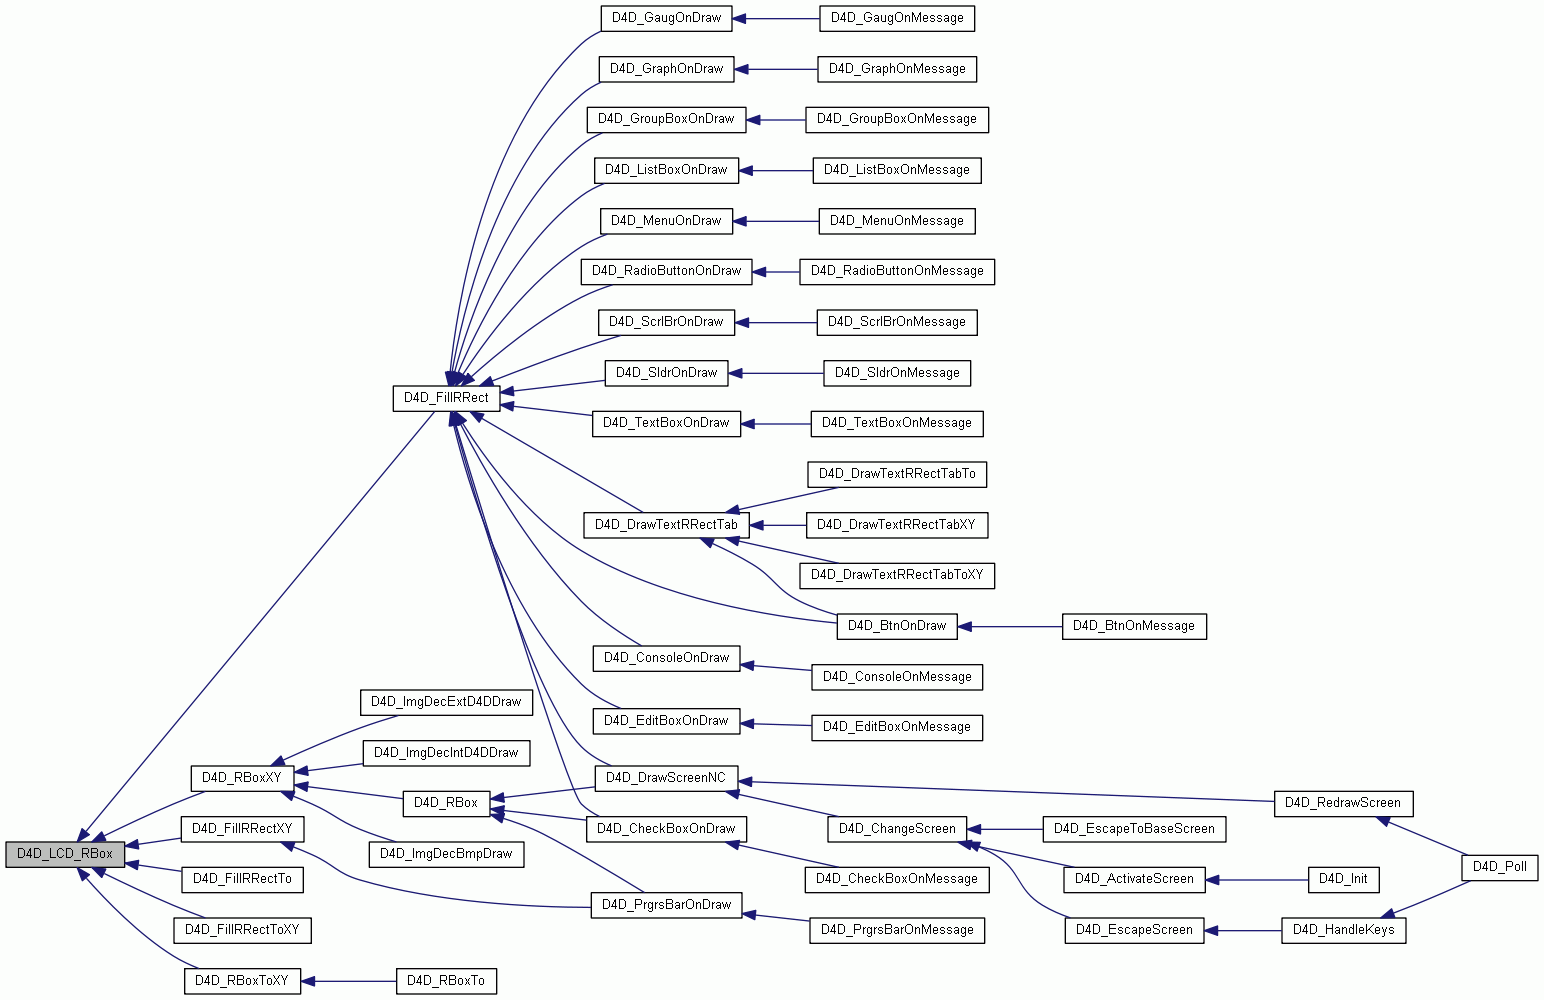 D4D_GaugOnDraw
D4D_GaugOnMessage
D4D_GraphOnDraw
D4D_GraphOnMessage
D4D_GroupBoxOnDraw
D4D_GroupBoxOnMessage
D4D_ListBoxOnDraw
D4D_ListBoxOnMessage
D4D_MenuOnDraw
D4D_MenuOnMessage
D4D_RadioButtonOnDraw
D4D_RadioButtonOnMessage
D4D_ScrlBrOnDraw
D4D_ScrlBrOnMessage
D4D_SldrOnDraw
D4D_SldrOnMessage
D4D_FillRRect
D4D_TextBoxOnDraw
D4D_TextBoxOnMessage
D4D_DrawTextRRectTabTo
D4D_DrawTextRRectTab
D4D_DrawTextRRectTabXY
D4D_DrawTextRRectTabToXY
D4D_BtnOnDraw
D4D_BtnOnMessage
D4D_ConsoleOnDraw
D4D_ConsoleOnMessage
D4D_ImgDecExtD4DDraw
D4D_EditBoxOnDraw
D4D_EditBoxOnMessage
D4D_ImgDecIntD4DDraw
D4D_RBoxXY
D4D_DrawScreenNC
D4D_RBox
D4D_RedrawScreen
D4D_FillRRectXY
D4D_CheckBoxOnDraw
D4D_ChangeScreen
D4D_EscapeToBaseScreen
D4D_LCD_RBox
D4D_ImgDecBmpDraw
D4D_Poll
D4D_FillRRectTo
D4D_CheckBoxOnMessage
D4D_ActivateScreen
D4D_Init
D4D_PrgrsBarOnDraw
D4D_FillRRectToXY
D4D_PrgrsBarOnMessage
D4D_EscapeScreen
D4D_HandleKeys
D4D_RBoxToXY
D4D_RBoxTo